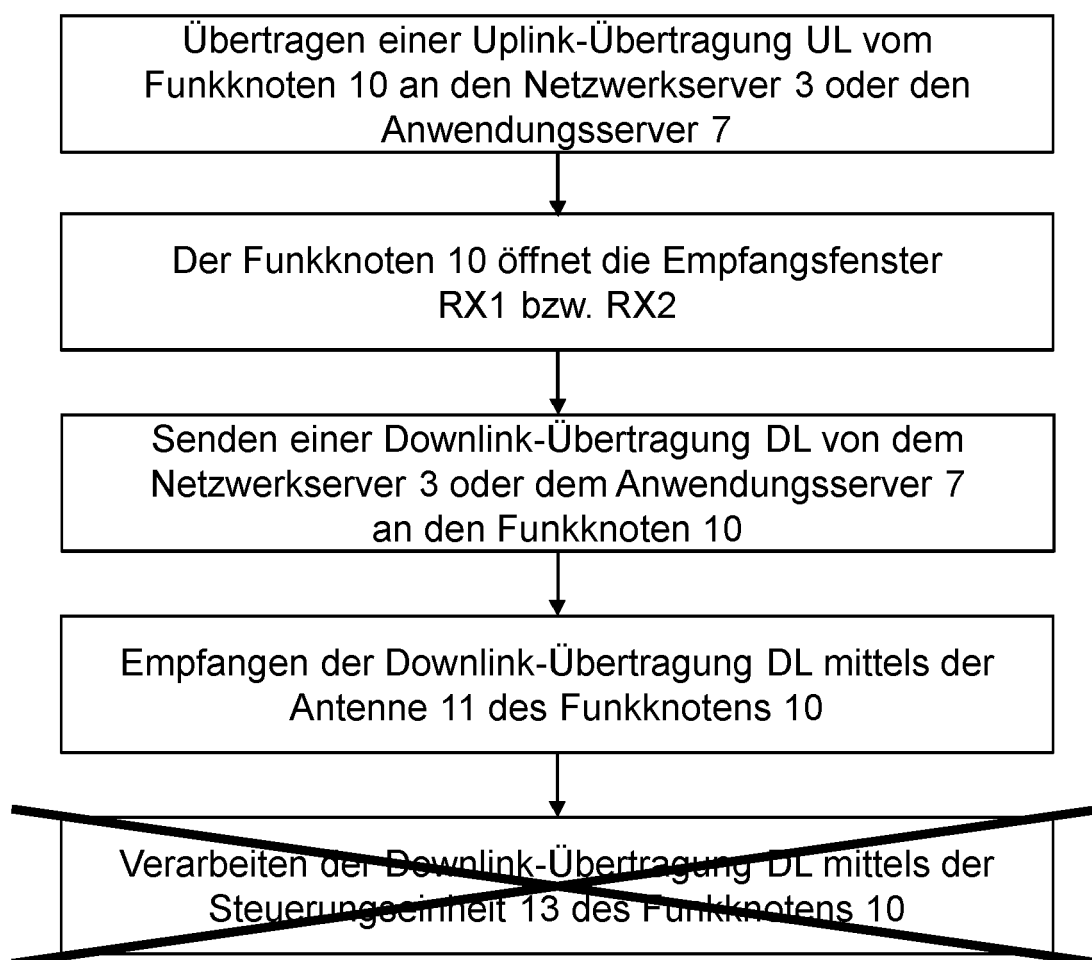 Übertragen einer Uplink-Übertragung UL vom
Funkknoten 10 an den Netzwerkserver 3 oder den
Anwendungsserver 7
Der Funkknoten 10 öffnet die Empfangsfenster
RX1 bzw. RX2
Senden einer Downlink-Übertragung DL von dem
Netzwerkserver 3 oder dem Anwendungsserver 7
an den Funkknoten 10
Empfangen der Downlink-Übertragung DL mittels der
Antenne 11 des Funkknotens 10
Verarbeiten der Downlink-Übertragung DL mittels der
Steuerungseinheit 13 des Funkknotens 10